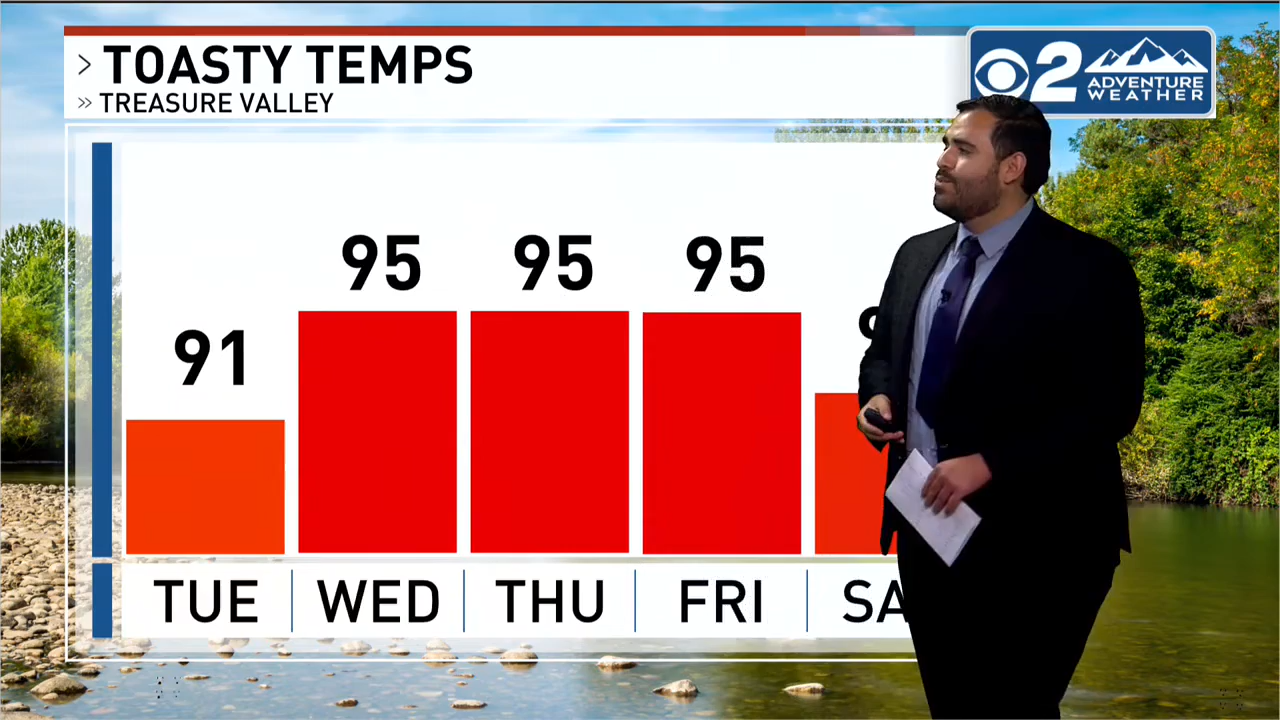 TOASTY TEMPS
TREASURE VALLEY
2 ADVENTURE
WEATHER
95 95 95
91
TUE WED THU FRI